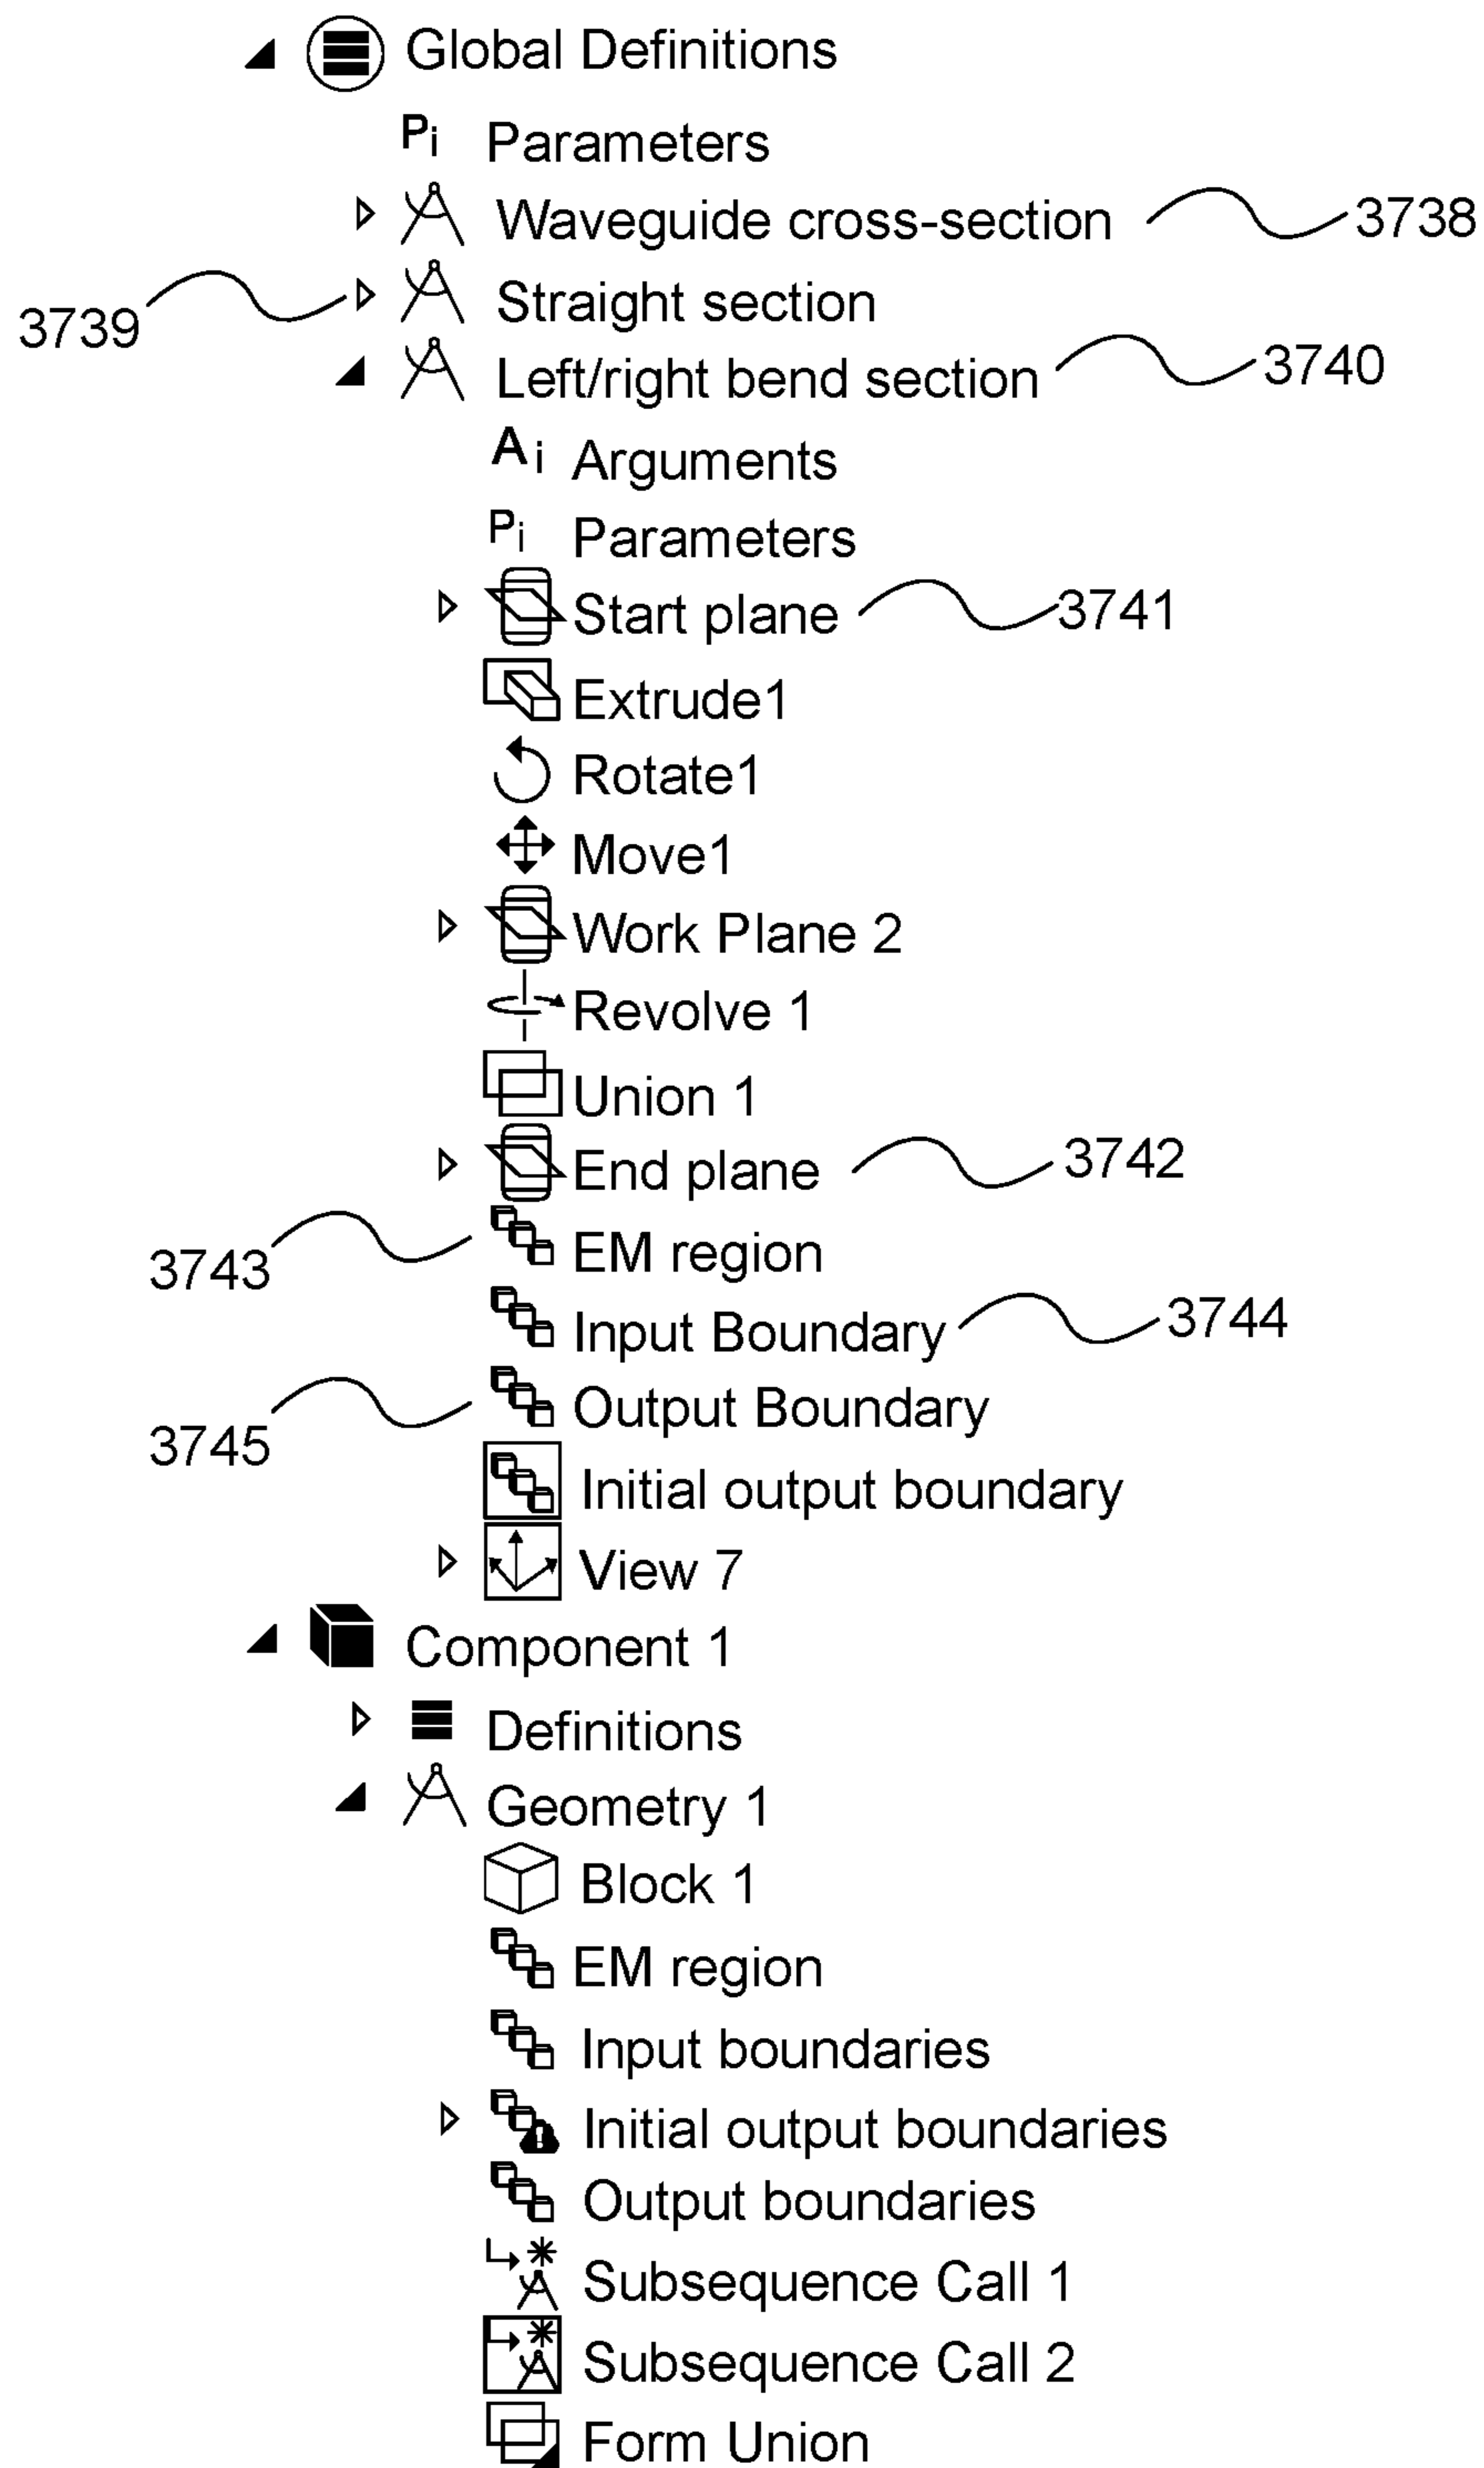 Global Definitions
Pi Parameters
Waveguide cross-section 3738
3739 Straight section
Left/right bend section 3740
Ai Arguments
Pi Parameters
Start plane 3741
Extrude1
Rotate1
Move1
Work Plane 2
Revolve 1
Union 1
End plane 3742
3743 EM region
Input Boundary 3744
3745 Output Boundary
Initial output boundary
View 7
Component 1
Definitions
Geometry 1
Block 1
EM region
Input boundaries
Initial output boundaries
Output boundaries
Subsequence Call 1
Subsequence Call 2
Form Union